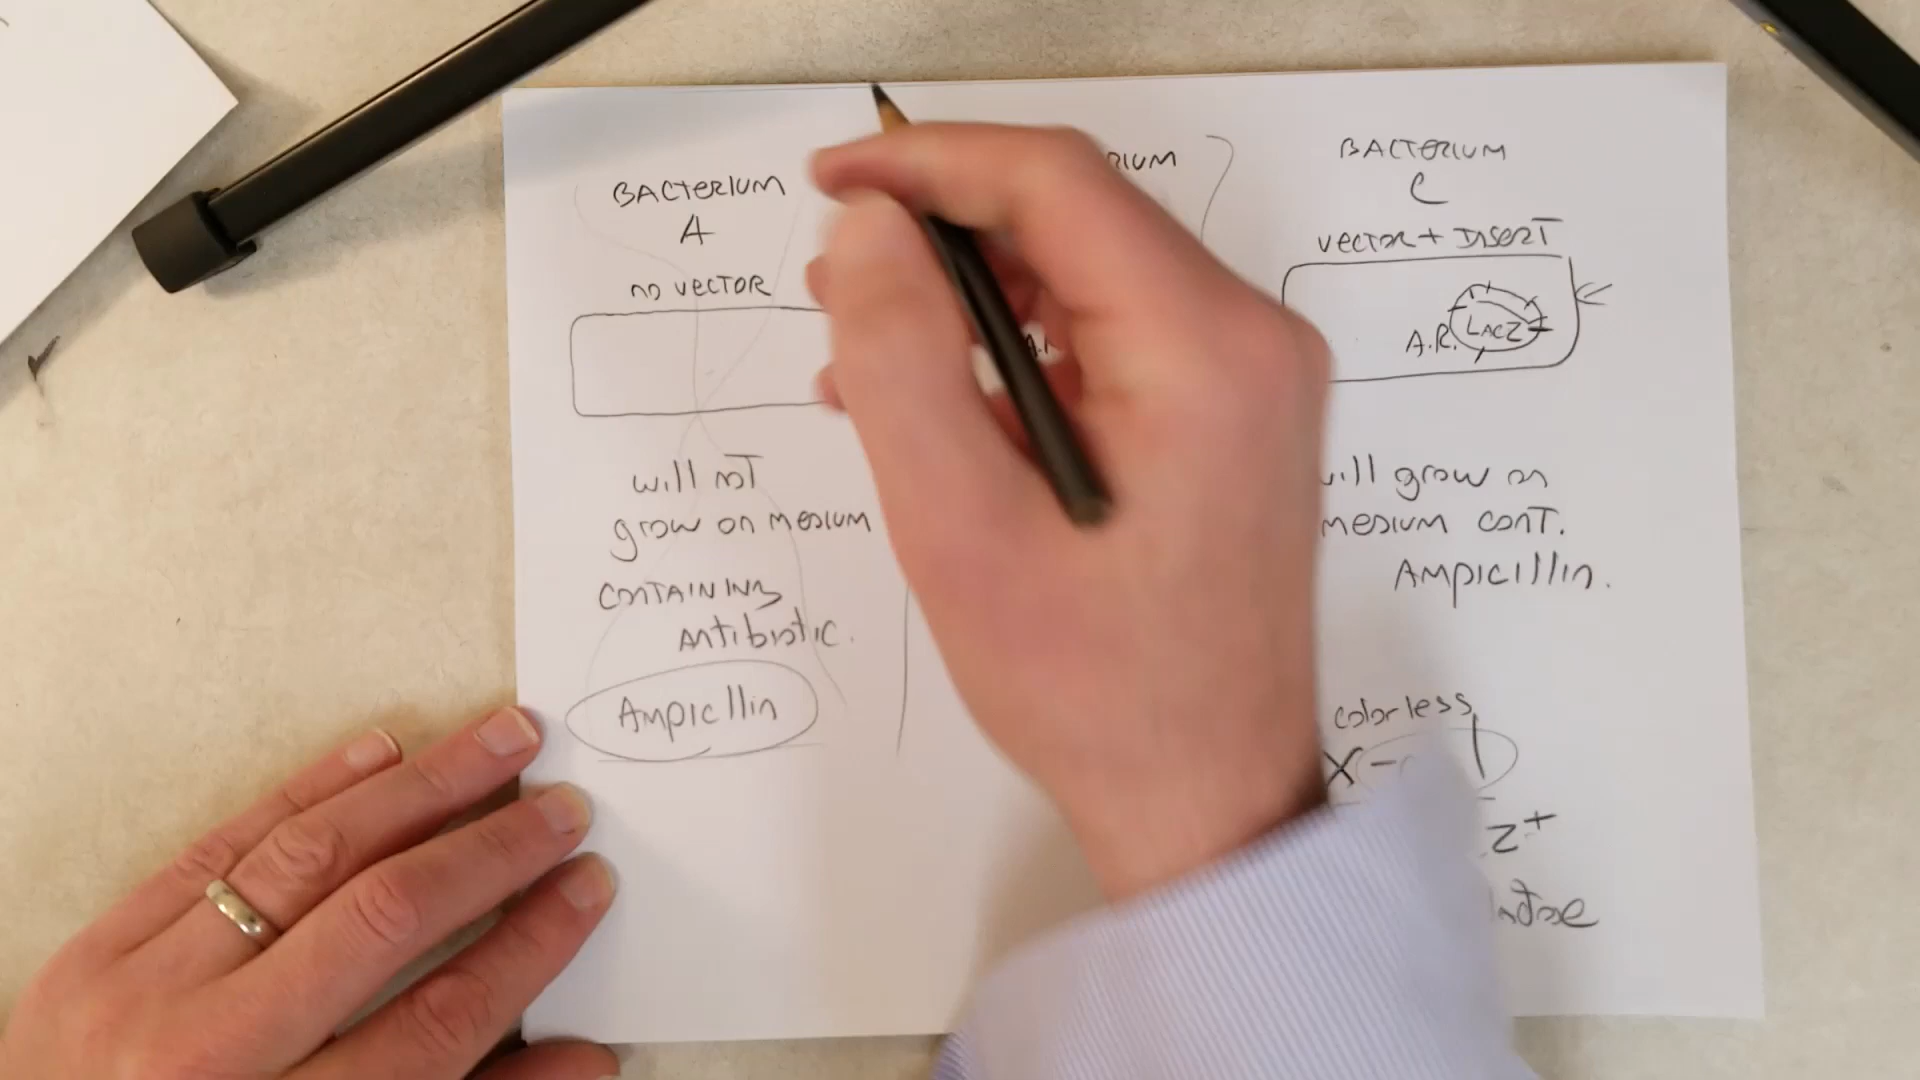 BACTERIUM
A
no VECTOR
will not
grow on medium
CONTAINING
Antibiotic.
Ampicllin
BACTERIUM
C
VECTOR + INSERT
A.R. LACZ
will grow on
medium CONT.
Ampicillin.
colorless
X-
Z+